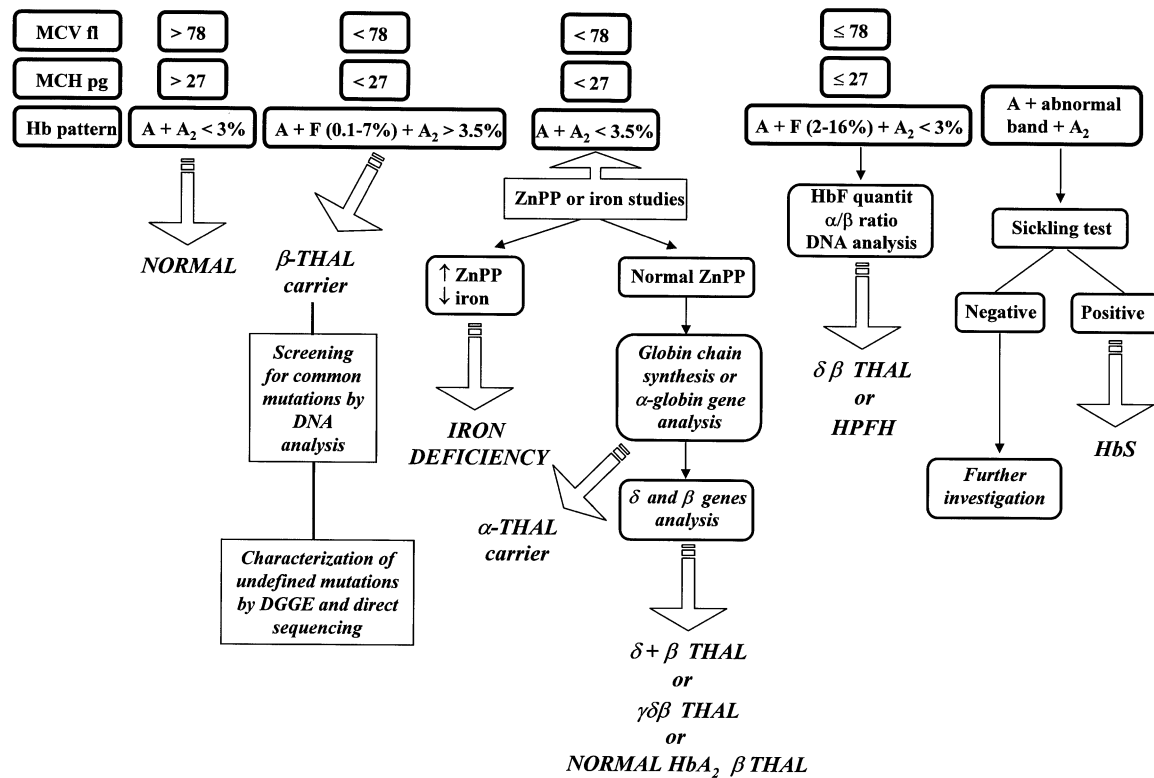 MCV fl
> 78
< 78
< 78
≤ 78
MCH pg
> 27
< 27
< 27
≤ 27
Hb pattern
A + A₂ < 3%
A + F (0.1-7%) + A₂ > 3.5%
A + A₂ < 3.5%
A + F (2-16%) + A₂ < 3%
A + abnormal
band + A₂
NORMAL
β-THAL
carrier
Screening
for common
mutations by
DNA
analysis
Characterization of
undefined mutations
by DGGE and direct
sequencing
ZnPP or iron studies
↑ ZnPP
↓ iron
IRON
DEFICIENCY
Normal ZnPP
Globin chain
synthesis or
α-globin gene
analysis
α-THAL
carrier
δ and β genes
analysis
δ + β THAL
or
γδβ THAL
or
NORMAL HbA₂ β THAL
HbF quantit
α/β ratio
DNA analysis
δ β THAL
or
HPFH
Sickling test
Negative
Positive
Further
investigation
HbS